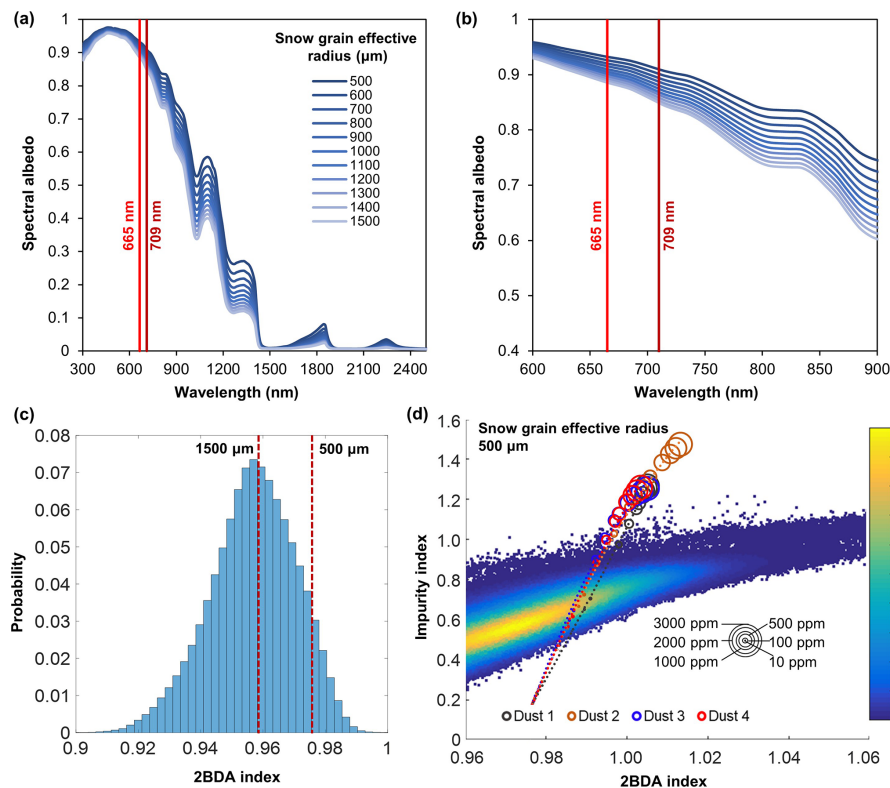 (a)
Snow grain effective
radius (µm)
500
600
700
800
900
1000
1100
1200
1300
1400
1500
665 nm
709 nm
Spectral albedo
1
0.9
0.8
0.7
0.6
0.5
0.4
0.3
0.2
0.1
0
300 600 900 1200 1500 1800 2100 2400
Wavelength (nm)
(b)
665 nm
709 nm
Spectral albedo
1
0.9
0.8
0.7
0.6
0.5
0.4
600 650 700 750 800 850 900
Wavelength (nm)
(c)
1500 µm
500 µm
Probability
0.08
0.07
0.06
0.05
0.04
0.03
0.02
0.01
0
0.9 0.92 0.94 0.96 0.98 1
2BDA index
(d)
Snow grain effective radius
500 µm
Impurity index
1.6
1.4
1.2
1.0
0.8
0.6
0.4
0.2
0
3000 ppm 500 ppm
2000 ppm 100 ppm
1000 ppm 10 ppm
Dust 1 Dust 2 Dust 3 Dust 4
0.96 0.98 1.00 1.02 1.04 1.06
2BDA index